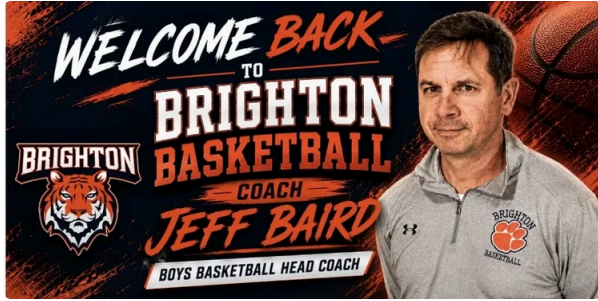 WELCOME BACK
TO
BRIGHTON
BASKETBALL
COACH
JEFF BAIRD
BOYS BASKETBALL HEAD COACH
BRIGHTON
BRIGHTON
BASKETBALL